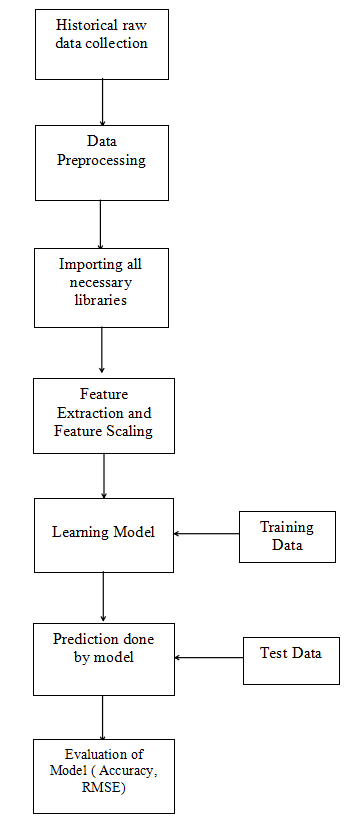 Historical raw
data collection
Data
Preprocessing
Importing all
necessary
libraries
Feature
Extraction and
Feature Scaling
Learning Model
Training
Data
Prediction done
by model
Test Data
Evaluation of
Model ( Accuracy,
RMSE)